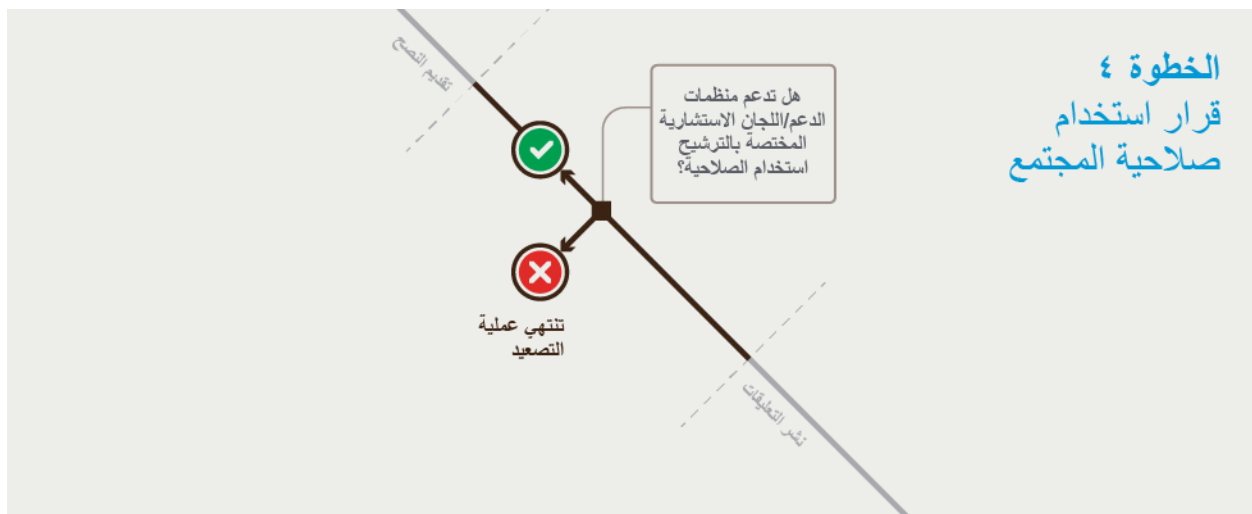 الخطوة ٤
قرار استخدام
صلاحية المجتمع
هل تدعم منظمات
الدعم/اللجان الاستشارية
المختصة بالترشيح
استخدام الصلاحية؟
تقديم النصح
تنتهي عملية
التصعيد
نشر التعليقات